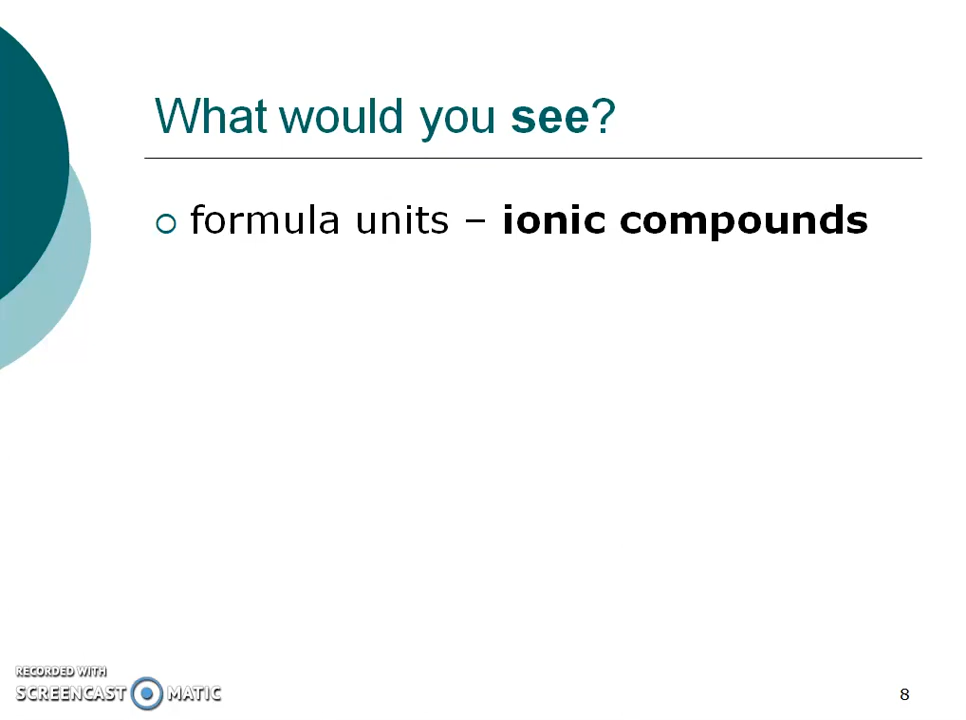 What would you see?
formula units – ionic compounds
RECORDED WITH
SCREENCAST MATIC
8